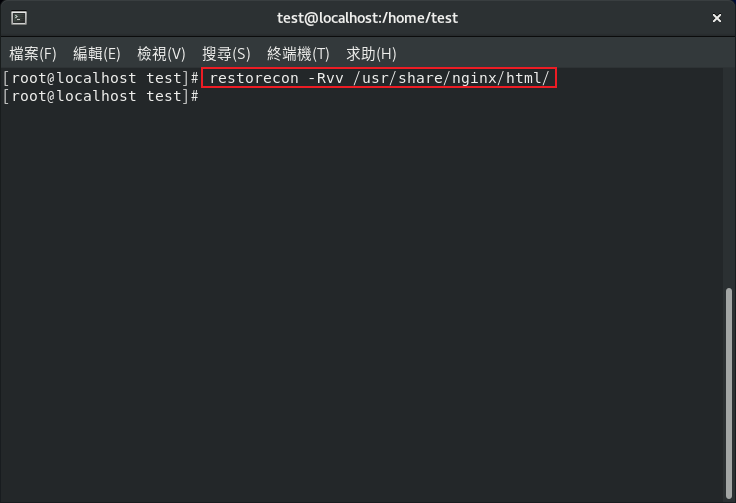 test@localhost:/home/test
檔案(F) 編輯(E) 檢視(V) 搜尋(S) 終端機(T) 求助(H)
[root@localhost test]# restorecon -Rvv /usr/share/nginx/html/
[root@localhost test]#